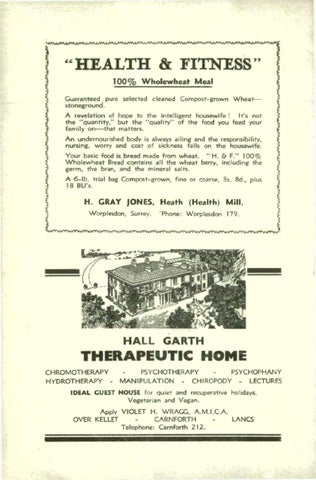 "HEALTH & FITNESS"
100% Wholewheat Meal
Guaranteed pure selected cleaned Compost-grown Wheat—
stoneground.
A revelation of hope to the intelligent housewife! It's not
the "quantity," but the "quality" of the food you feed your
family on—that matters.
An undernourished body is always ailing and the responsibility,
nursing, worry and cost of sickness falls on the housewife.
Your basic food is bread made from wheat. "H. & F." 100%
Wholewheat Bread contains all the wheat berry, including the
germ, the bran, and the mineral salts.
A 6-lb. trial bag Compost-grown, fine or coarse, 3s. 8d., plus
18 BU's.
H. GRAY JONES, Heath (Health) Mill,
Worplesdon, Surrey. 'Phone: Worplesdon 179.
HALL GARTH
THERAPEUTIC HOME
CHROMOTHERAPY - PSYCHOTHERAPY - PSYCHOPHANY
HYDROTHERAPY - MANIPULATION - CHIROPODY - LECTURES
IDEAL GUEST HOUSE for quiet and recuperative holidays.
Vegetarian and Vegan.
Apply VIOLET H. WRAGG, A.M.I.C.A.
OVER KELLET - CARNFORTH - LANCS
Telephone: Carnforth 212.